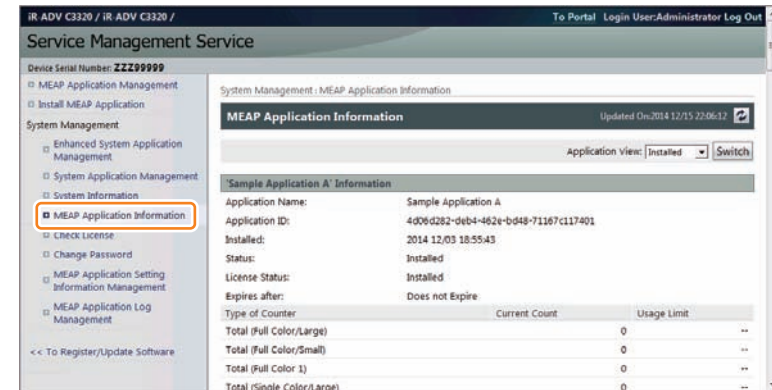 iR-ADV C3320 / iR-ADV C3320 /
To Portal Login User:Administrator Log Out
Service Management Service
Device Serial Number: ZZZ99999
MEAP Application Management
Install MEAP Application
System Management
Enhanced System Application
Management
System Application Management
System Information
MEAP Application Information
Check License
Change Password
MEAP Application Setting
Information Management
MEAP Application Log
Management
<< To Register/Update Software
System Management : MEAP Application Information
MEAP Application Information
Updated On:2014 12/15 22:06:12
Application View: Installed Switch
'Sample Application A' Information
Application Name: Sample Application A
Application ID: 4d06d282-deb4-462e-bd48-71167c117401
Installed: 2014 12/03 18:55:43
Status: Installed
License Status: Installed
Expires after: Does not Expire
Type of Counter Current Count Usage Limit
Total (Full Color/Large) 0 --
Total (Full Color/Small) 0 --
Total (Full Color 1) 0 --
Total (Single Color/Large) 0 --